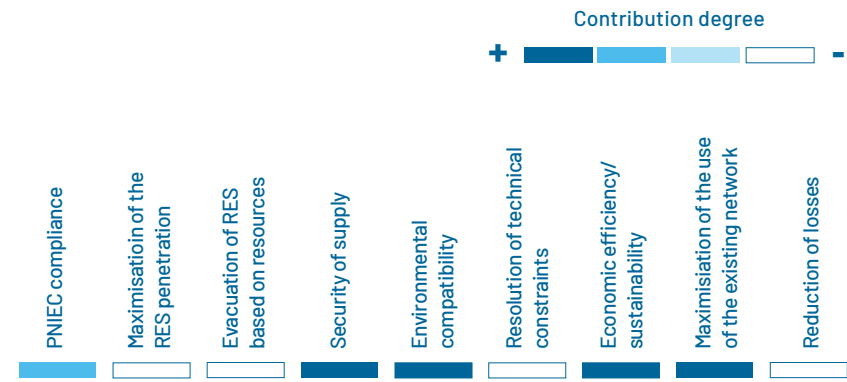 Contribution degree
+ -
PNIEC compliance
Maximisatioin of the
RES penetration
Evacuation of RES
based on resources
Security of supply
Environmental
compatibility
Resolution of technical
constraints
Economic efficiency/
sustainability
Maximisiation of the use
of the existing network
Reduction of losses